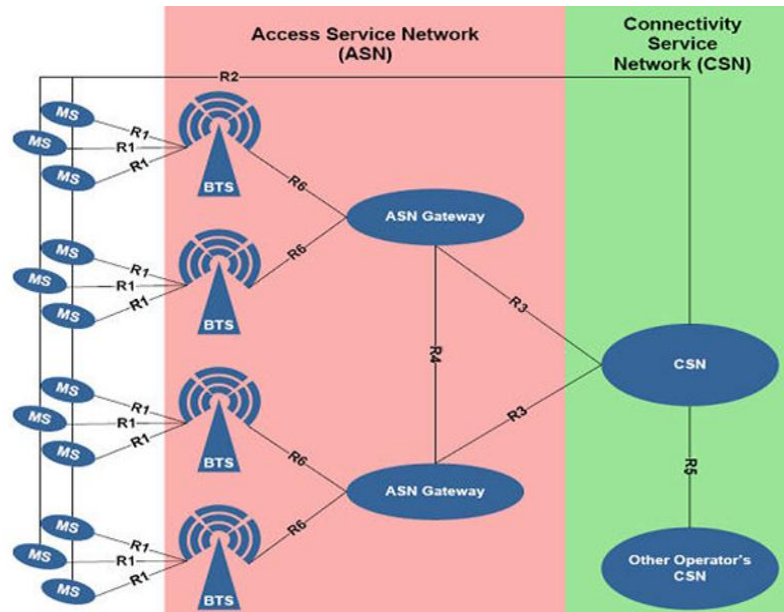 Access Service Network
(ASN)
Connectivity
Service
Network (CSN)
R2
MS
R1
MS
R1
MS
R1
BTS
R6
ASN Gateway
MS
R1
MS
R1
MS
R1
BTS
R6
R3
R4
CSN
MS
R1
MS
R1
MS
R1
BTS
R6
R3
ASN Gateway
R5
MS
R1
MS
R1
MS
R1
BTS
R6
Other Operator's
CSN